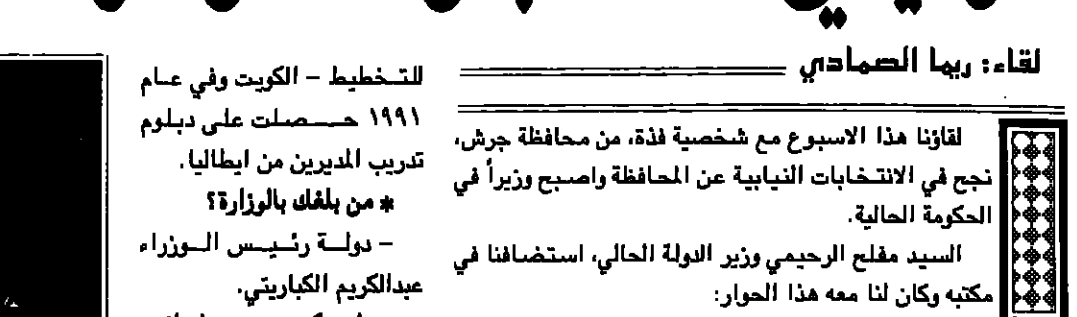 لقاء: ريما الصمادي
لقاؤنا هذا الاسبوع مع شخصية فذة، من محافظة جرش،
نجح في الانتخابات النيابية عن المحافظة واصبح وزيراً في
الحكومة الحالية.
السيد مفلح الرحيمي وزير الدولة الحالي، استضافنا في
مكتبه وكان لنا معه هذا الحوار:
للتخطيط - الكويت وفي عام
١٩٩١ حصلت على دبلوم
تدريب المديرين من ايطاليا.
* من بلغك بالوزارة؟
- دولة رئيس الوزراء
عبدالكريم الكباريتي.